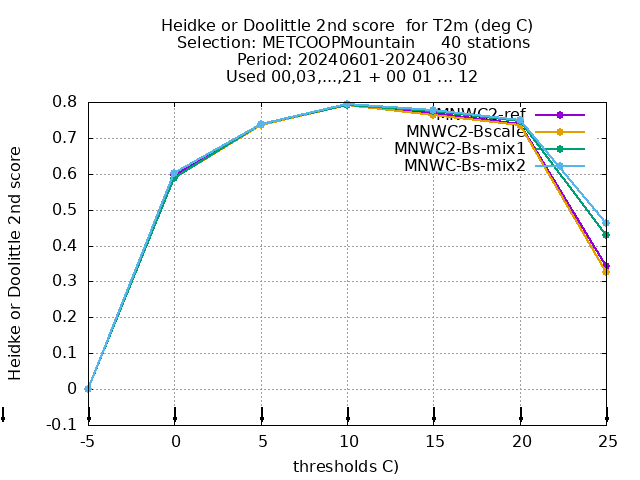 Heidke or Doolittle 2nd score  for T2m (deg C)
Selection: METCOOPMountain     40 stations
Period: 20240601-20240630
Used 00,03,...,21 + 00 01 ... 12
Heidke or Doolittle 2nd score
0.8
0.7
0.6
0.5
0.4
0.3
0.2
0.1
0
-0.1
MNWC2-ref
MNWC2-Bscale
MNWC2-Bs-mix1
MNWC-Bs-mix2
-5 0 5 10 15 20 25
thresholds C)